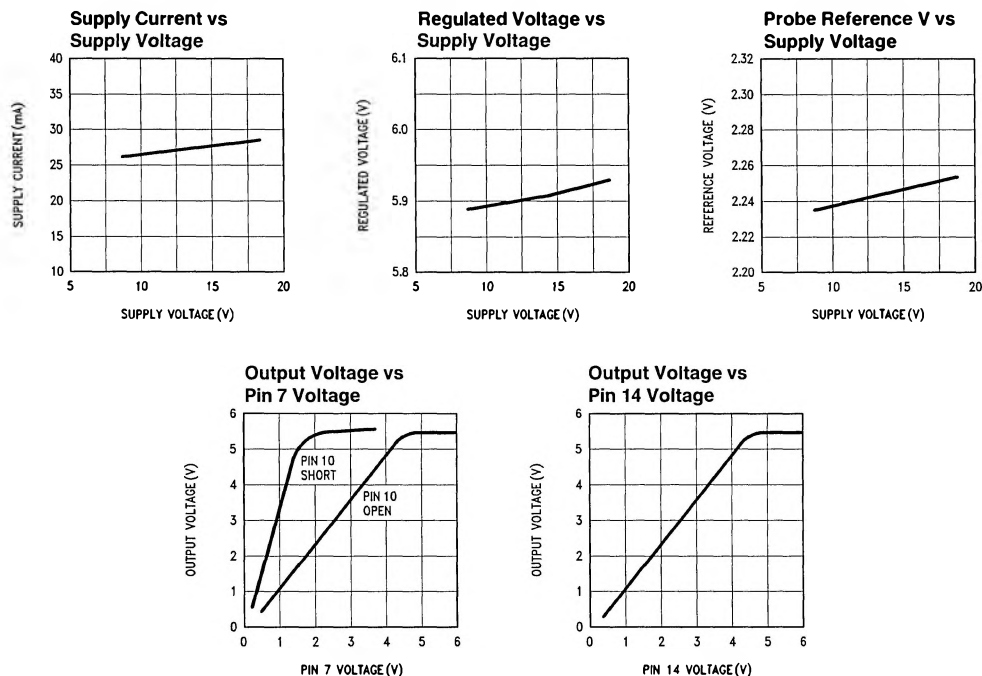 Supply Current vs
Supply Voltage
40
35
30
25
20
15
10
5
10
15
20
SUPPLY CURRENT (mA)
SUPPLY VOLTAGE (V)
Regulated Voltage vs
Supply Voltage
6.1
6.0
5.9
5.8
5
10
15
20
REGULATED VOLTAGE (V)
SUPPLY VOLTAGE (V)
Probe Reference V vs
Supply Voltage
2.32
2.30
2.28
2.26
2.24
2.22
2.20
5
10
15
20
REFERENCE VOLTAGE (V)
SUPPLY VOLTAGE (V)
Output Voltage vs
Pin 7 Voltage
6
5
4
3
2
1
0
0
1
2
3
4
5
6
PIN 10
SHORT
PIN 10
OPEN
OUTPUT VOLTAGE (V)
PIN 7 VOLTAGE (V)
Output Voltage vs
Pin 14 Voltage
6
5
4
3
2
1
0
0
1
2
3
4
5
6
OUTPUT VOLTAGE (V)
PIN 14 VOLTAGE (V)